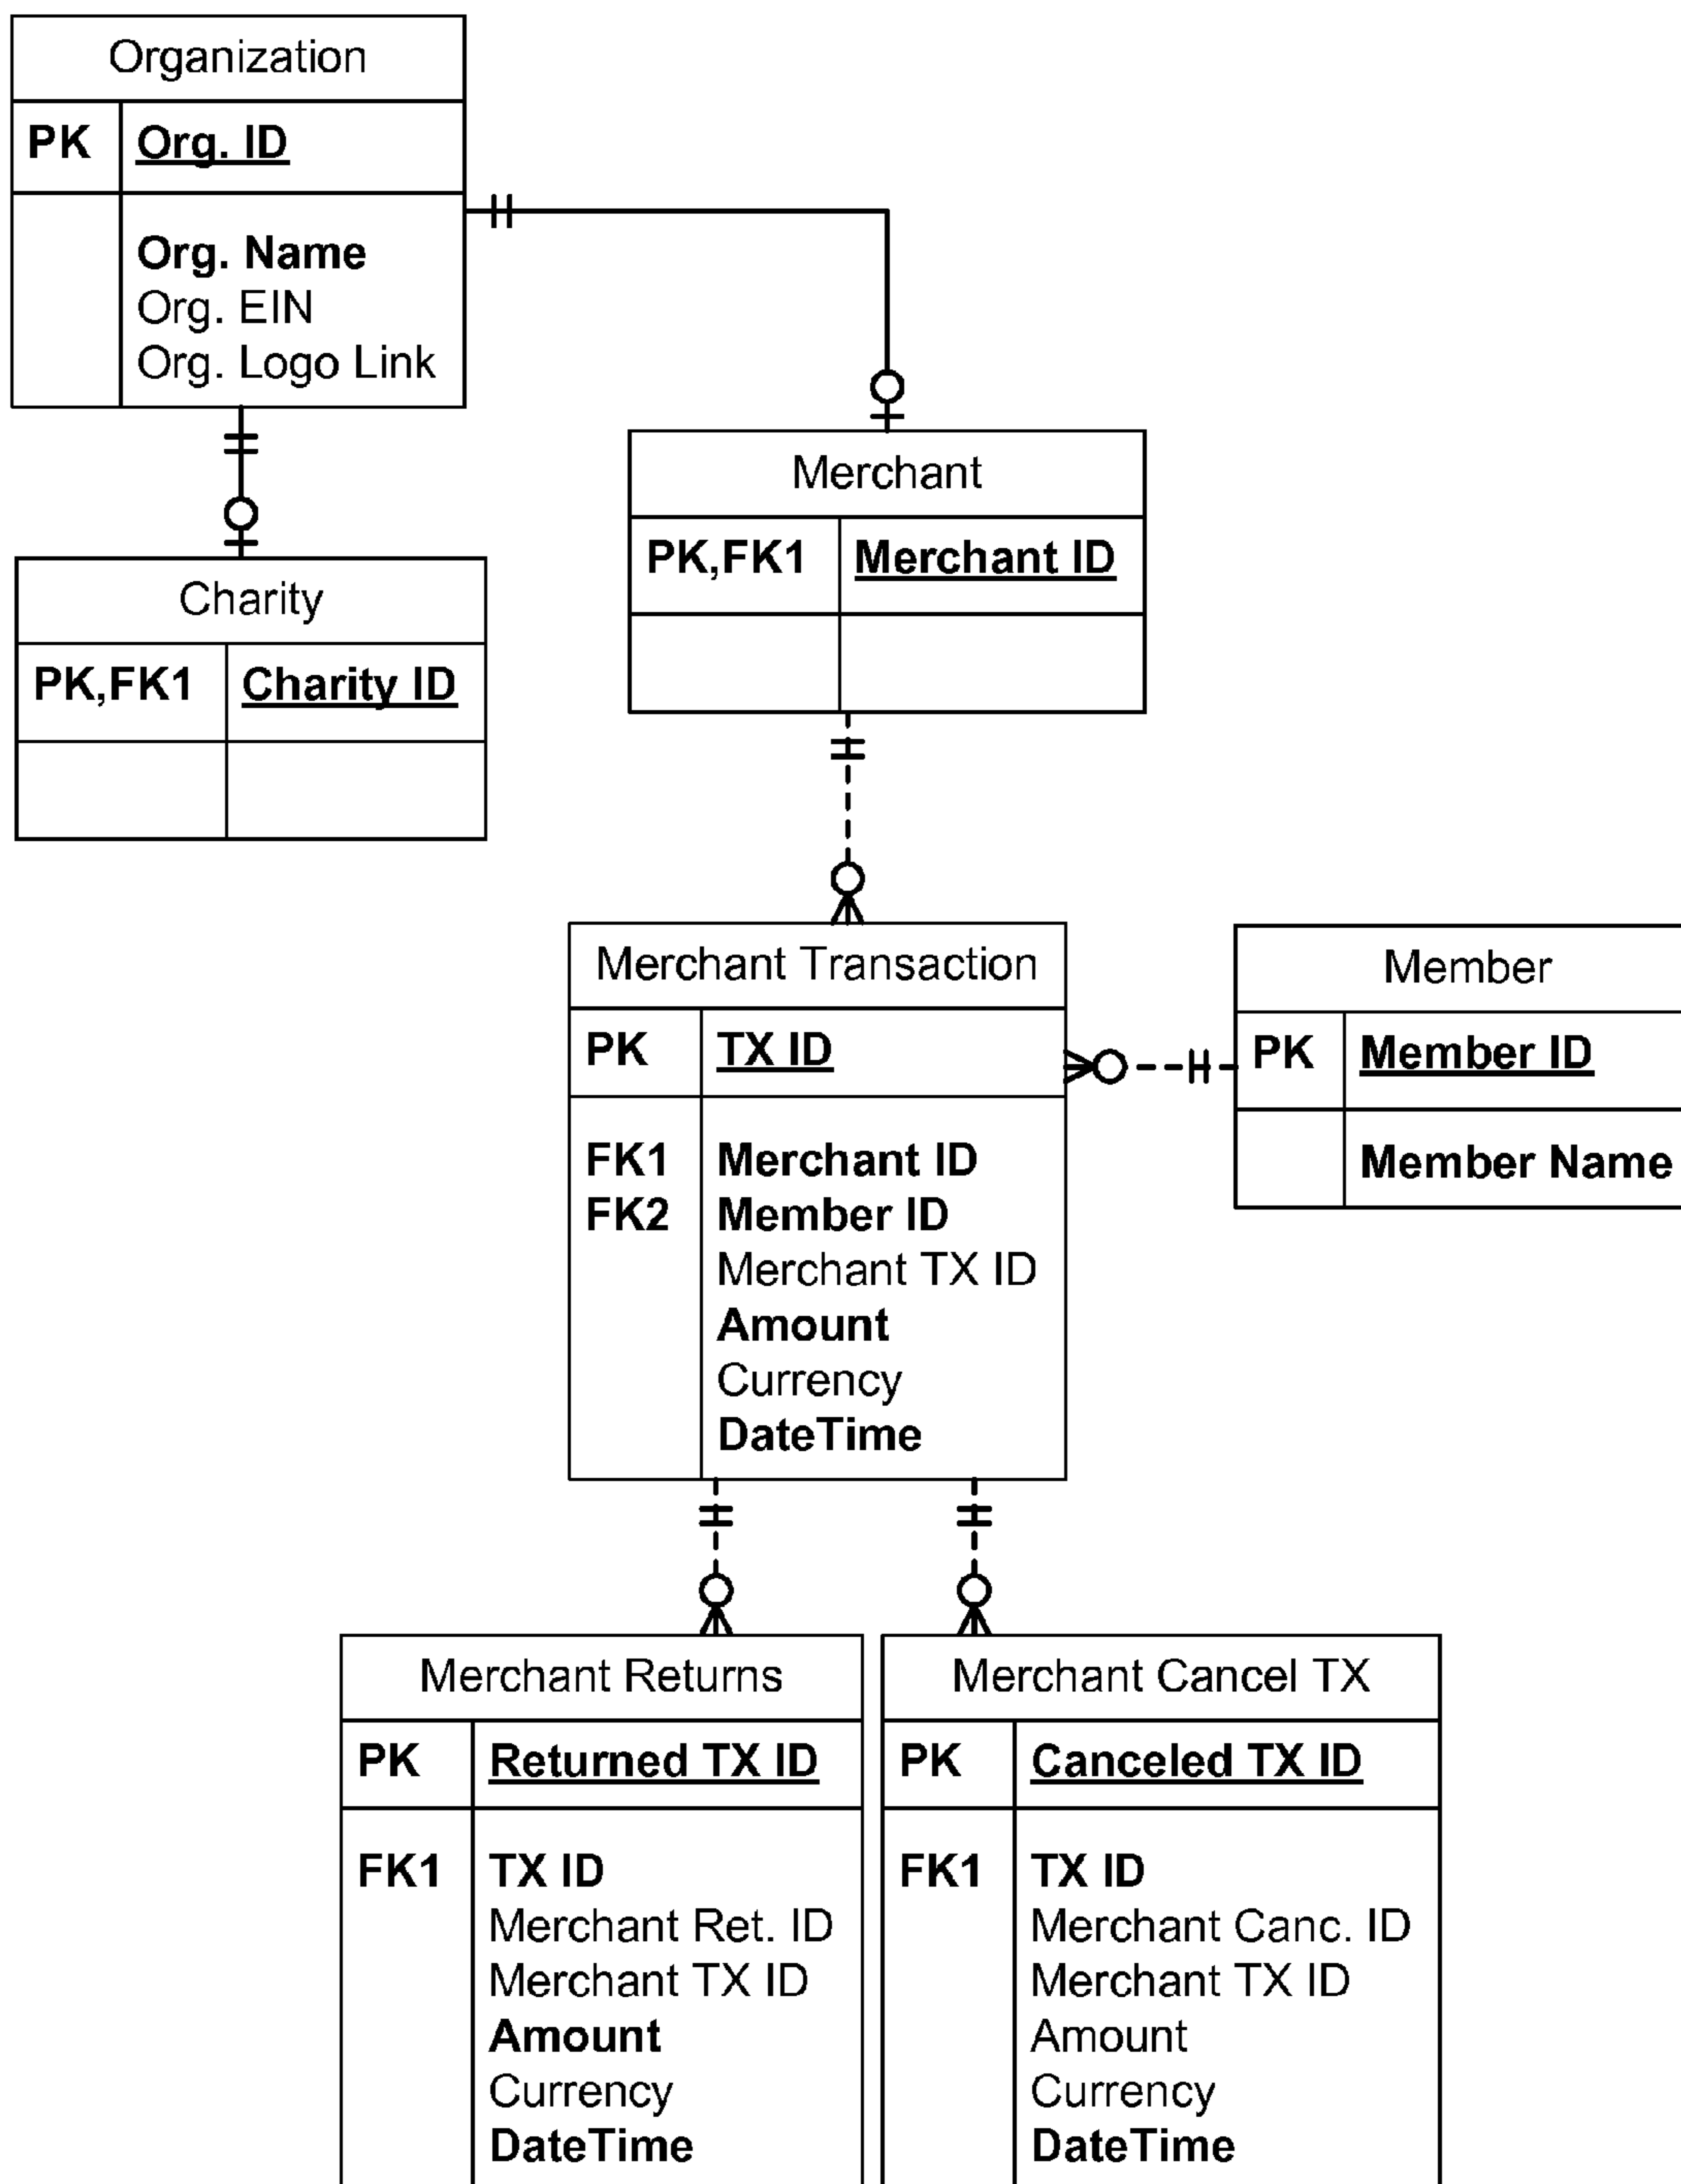 Organization
PK Org. ID
Org. Name
Org. EIN
Org. Logo Link
Charity
PK,FK1 Charity ID
Merchant
PK,FK1 Merchant ID
Merchant Transaction
PK TX ID
FK1 Merchant ID
FK2 Member ID
Merchant TX ID
Amount
Currency
DateTime
Member
PK Member ID
Member Name
Merchant Returns
PK Returned TX ID
FK1 TX ID
Merchant Ret. ID
Merchant TX ID
Amount
Currency
DateTime
Merchant Cancel TX
PK Canceled TX ID
FK1 TX ID
Merchant Canc. ID
Merchant TX ID
Amount
Currency
DateTime